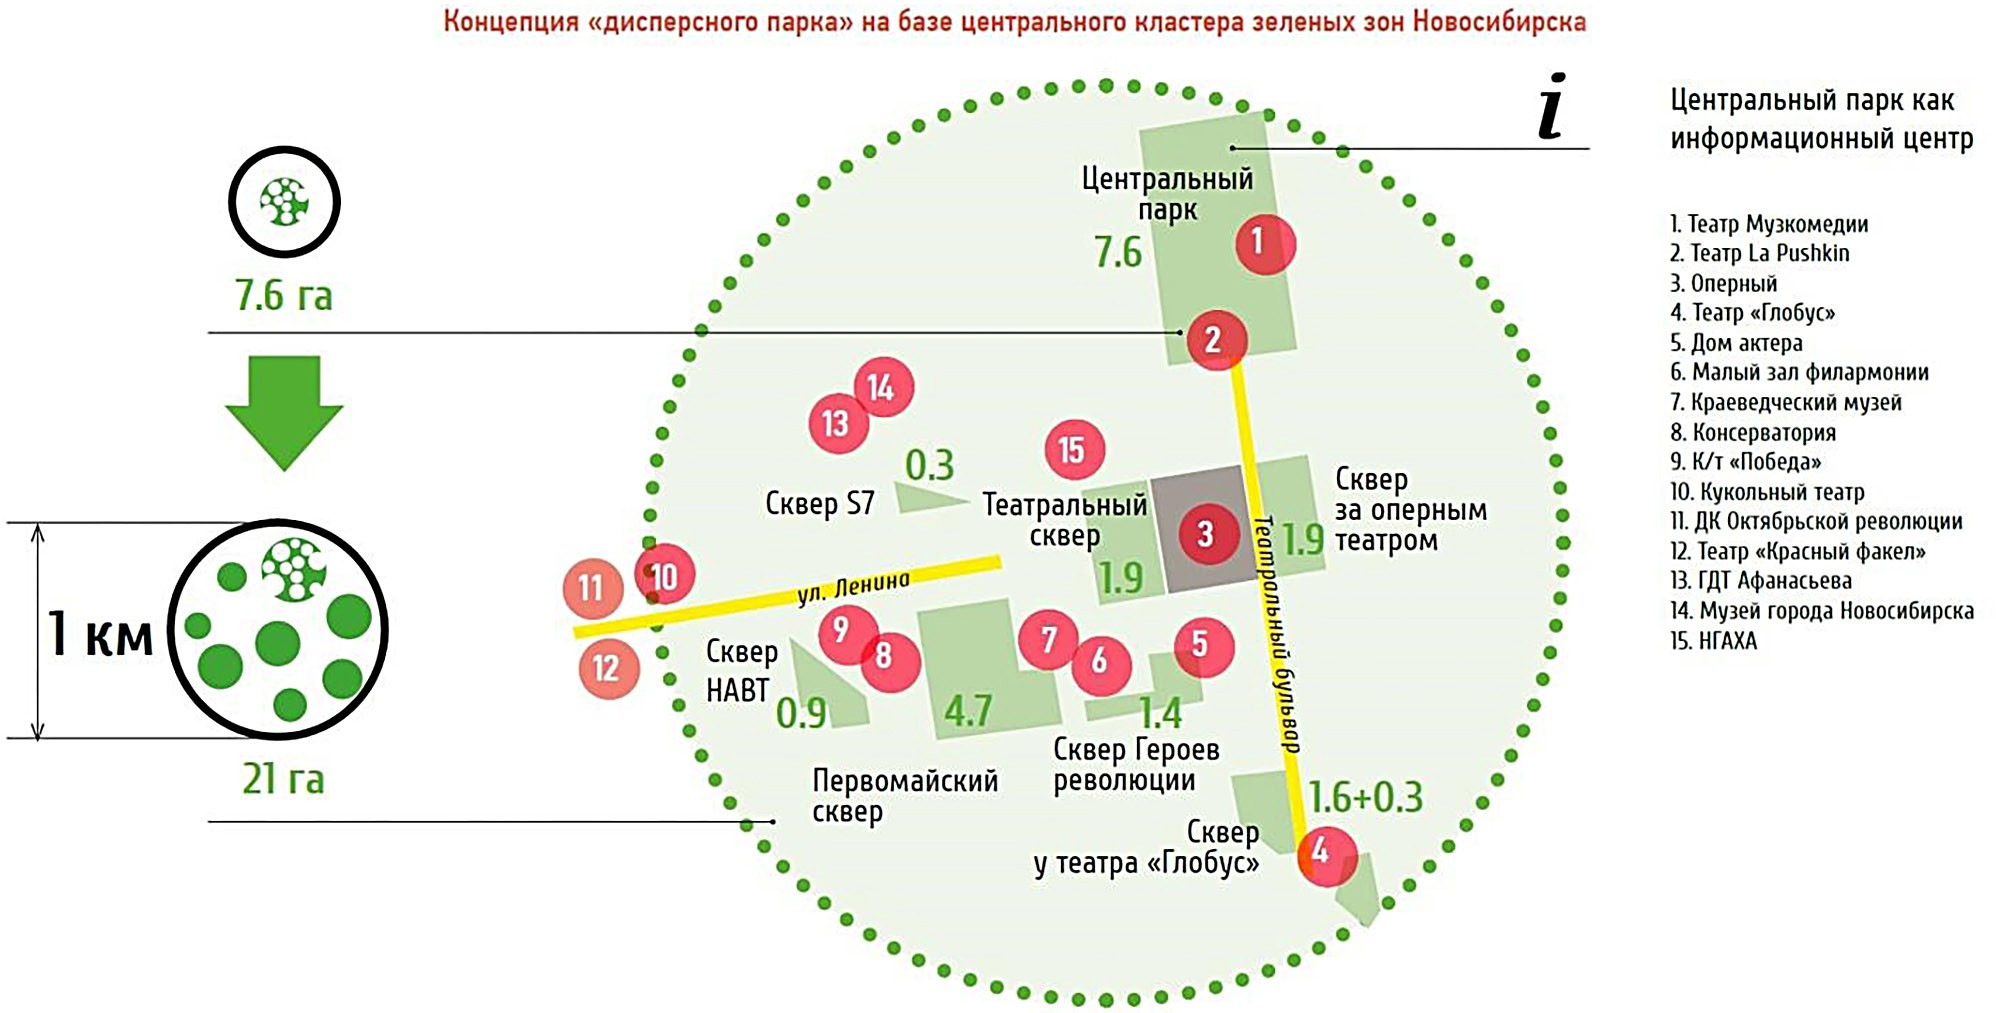 Концепция «дисперсного парка» на базе центрального кластера зеленых зон Новосибирска
7.6 га
1 км
21 га
i
Центральный парк как
информационный центр
Центральный
парк
7.6
1
2
14
13
15
0.3
Сквер S7
Театральный
сквер
1.9
3
1.9
Сквер
за оперным
театром
11
10
12
ул. Ленина
Театральный бульвар
9
8
7
6
5
Сквер
НАВТ
0.9
4.7
1.4
Сквер Героев
революции
Первомайский
сквер
1.6+0.3
Сквер
у театра «Глобус»
4
1. Театр Музкомедии
2. Театр La Pushkin
3. Оперный
4. Театр «Глобус»
5. Дом актера
6. Малый зал филармонии
7. Краеведческий музей
8. Консерватория
9. К/т «Победа»
10. Кукольный театр
11. ДК Октябрьской революции
12. Театр «Красный факел»
13. ГДТ Афанасьева
14. Музей города Новосибирска
15. НГАХА